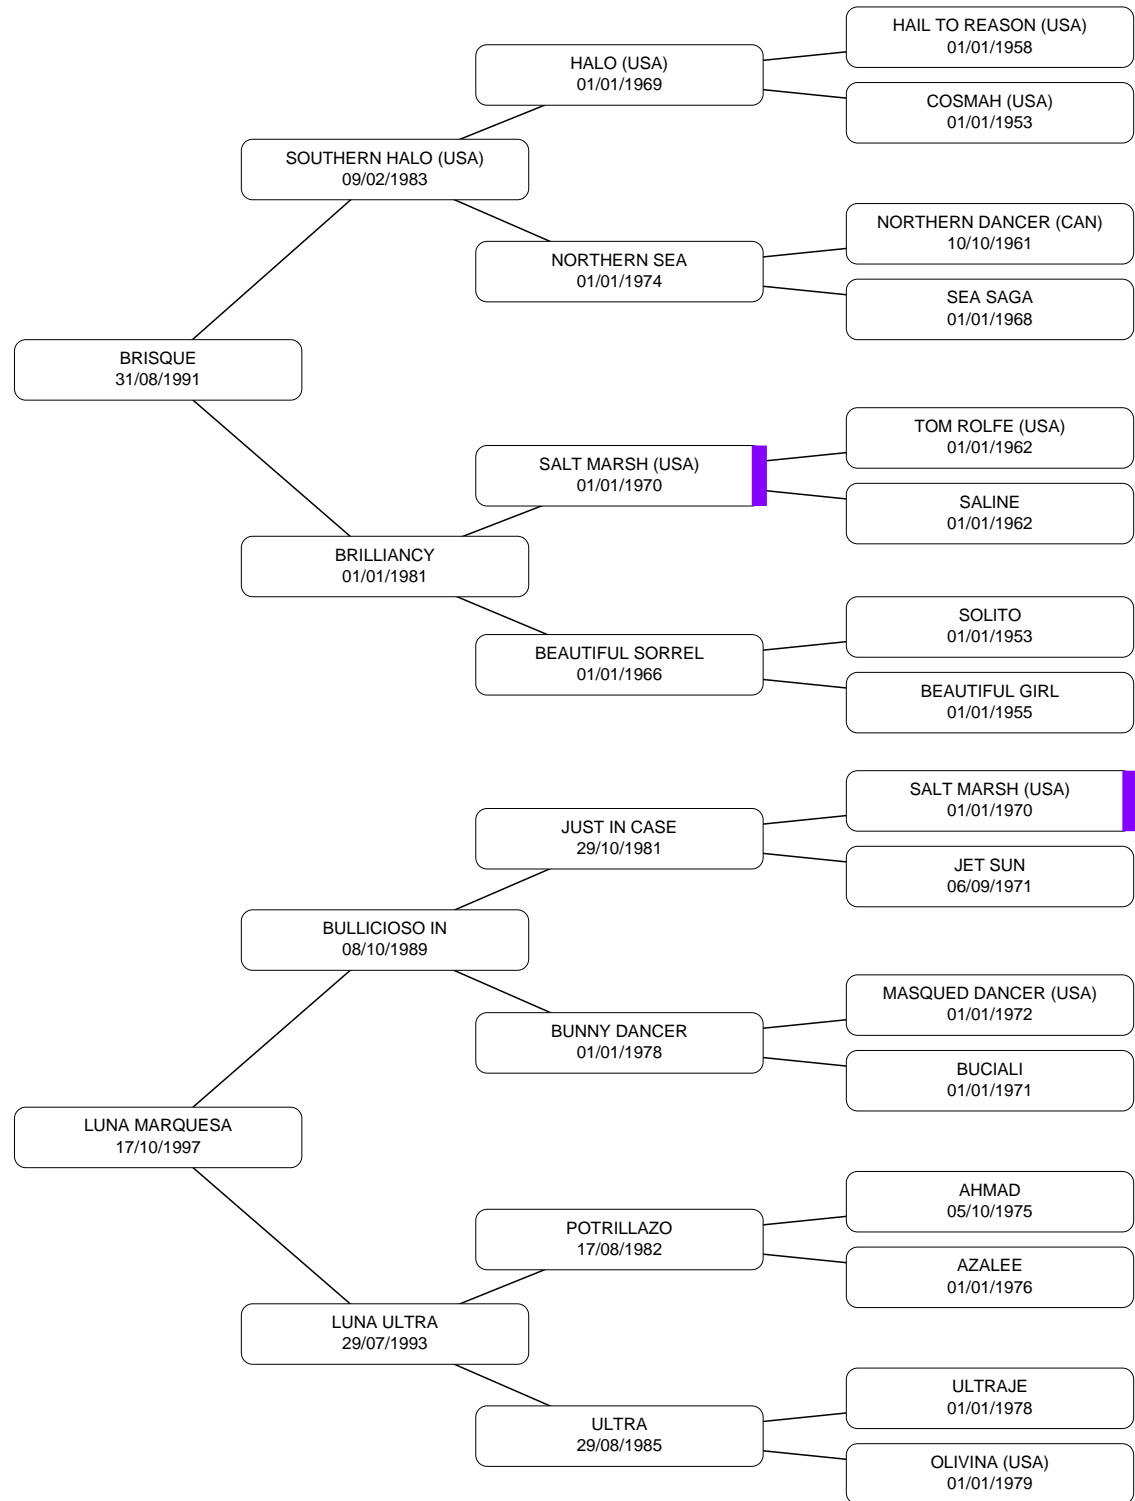 HAIL TO REASON (USA)
01/01/1958
HALO (USA)
01/01/1969
COSMAH (USA)
01/01/1953
SOUTHERN HALO (USA)
09/02/1983
NORTHERN DANCER (CAN)
10/10/1961
NORTHERN SEA
01/01/1974
SEA SAGA
01/01/1968
BRISQUE
31/08/1991
TOM ROLFE (USA)
01/01/1962
SALT MARSH (USA)
01/01/1970
SALINE
01/01/1962
BRILLIANCY
01/01/1981
SOLITO
01/01/1953
BEAUTIFUL SORREL
01/01/1966
BEAUTIFUL GIRL
01/01/1955
SALT MARSH (USA)
01/01/1970
JUST IN CASE
29/10/1981
JET SUN
06/09/1971
BULLICIOSO IN
08/10/1989
MASQUED DANCER (USA)
01/01/1972
BUNNY DANCER
01/01/1978
BUCIALI
01/01/1971
LUNA MARQUESA
17/10/1997
AHMAD
05/10/1975
POTRILLAZO
17/08/1982
AZALEE
01/01/1976
LUNA ULTRA
29/07/1993
ULTRAJE
01/01/1978
ULTRA
29/08/1985
OLIVINA (USA)
01/01/1979